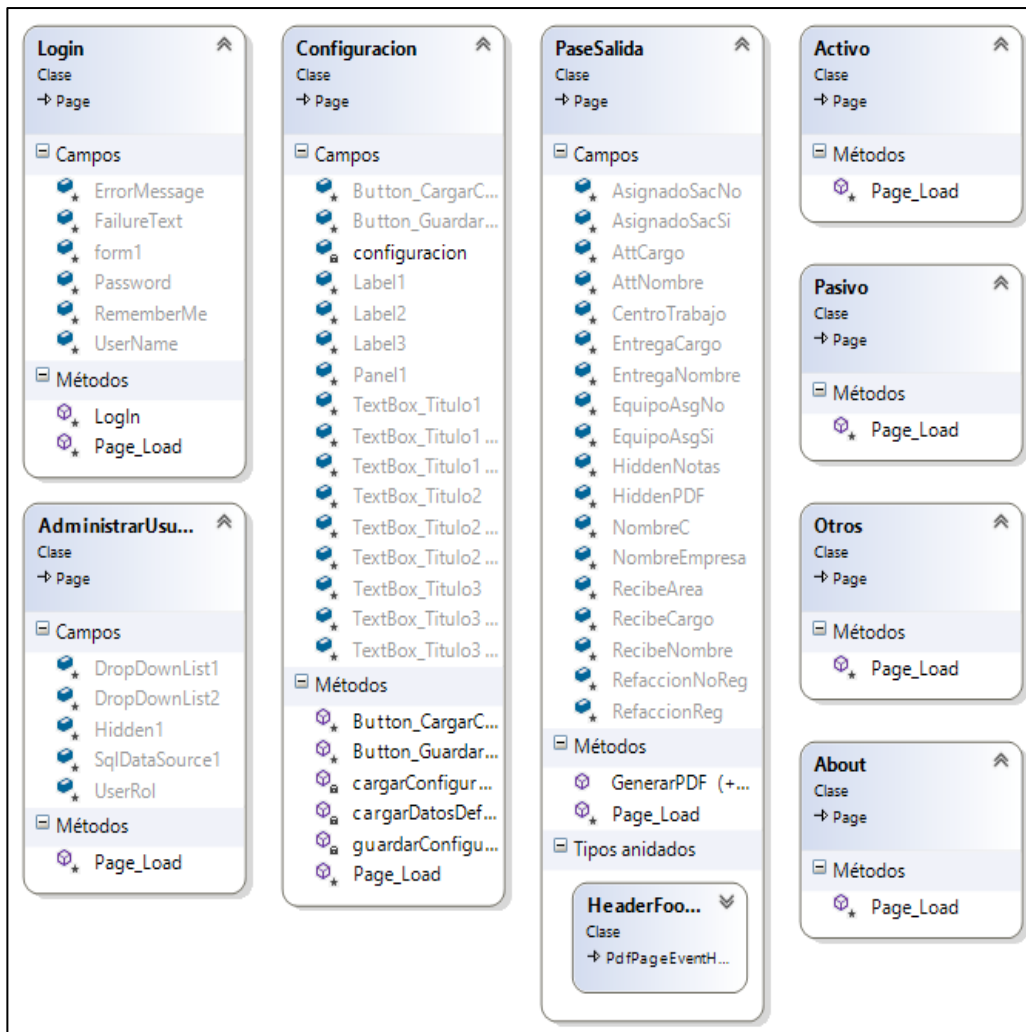 Login
Clase
Page
Campos
ErrorMessage
FailureText
form1
Password
RememberMe
UserName
Métodos
LogIn
Page_Load
AdministrarUsu...
Clase
Page
Campos
DropDownList1
DropDownList2
Hidden1
SqlDataSource1
UserRol
Métodos
Page_Load
Configuracion
Clase
Page
Campos
Button_CargarC...
Button_Guardar...
configuracion
Label1
Label2
Label3
Panel1
TextBox_Titulo1
TextBox_Titulo1 ...
TextBox_Titulo1 ...
TextBox_Titulo2
TextBox_Titulo2 ...
TextBox_Titulo2 ...
TextBox_Titulo3
TextBox_Titulo3 ...
TextBox_Titulo3 ...
Métodos
Button_CargarC...
Button_Guardar...
cargarConfigur...
cargarDatosDef...
guardarConfigu...
Page_Load
PaseSalida
Clase
Page
Campos
AsignadoSacNo
AsignadoSacSi
AttCargo
AttNombre
CentroTrabajo
EntregaCargo
EntregaNombre
EquipoAsgNo
EquipoAsgSi
HiddenNotas
HiddenPDF
NombreC
NombreEmpresa
RecibeArea
RecibeCargo
RecibeNombre
RefaccionNoReg
RefaccionReg
Métodos
GenerarPDF (+...
Page_Load
Tipos anidados
HeaderFoo...
Clase
PdfPageEventH...
Activo
Clase
Page
Métodos
Page_Load
Pasivo
Clase
Page
Métodos
Page_Load
Otros
Clase
Page
Métodos
Page_Load
About
Clase
Page
Métodos
Page_Load